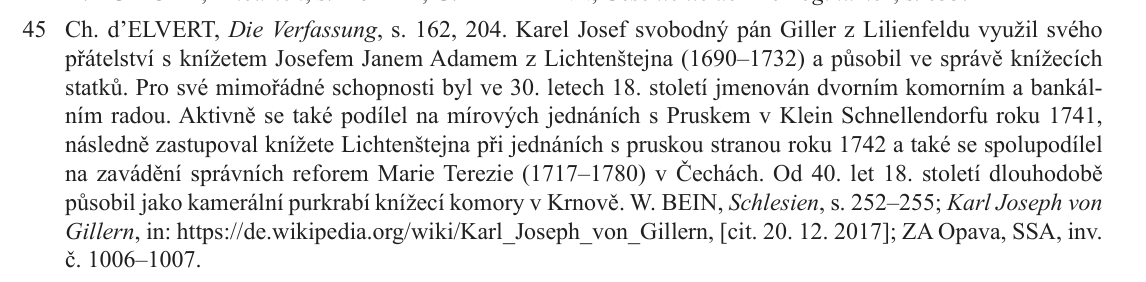 45 Ch. d’ELVERT, Die Verfassung, s. 162, 204. Karel Josef svobodný pán Giller z Lilienfeldu využil svého
přátelství s knížetem Josefem Janem Adamem z Lichtenštejna (1690–1732) a působil ve správě knížecích
statků. Pro své mimořádné schopnosti byl ve 30. letech 18. století jmenován dvorním komorním a bankál-
ním radou. Aktivně se také podílel na mírových jednáních s Pruskem v Klein Schnellendorfu roku 1741,
následně zastupoval knížete Lichtenštejna při jednáních s pruskou stranou roku 1742 a také se spolupodílel
na zavádění správních reforem Marie Terezie (1717–1780) v Čechách. Od 40. let 18. století dlouhodobě
působil jako kamerální purkrabí knížecí komory v Krnově. W. BEIN, Schlesien, s. 252–255; Karl Joseph von
Gillern, in: https://de.wikipedia.org/wiki/Karl_Joseph_von_Gillern, [cit. 20. 12. 2017]; ZA Opava, SSA, inv.
č. 1006–1007.